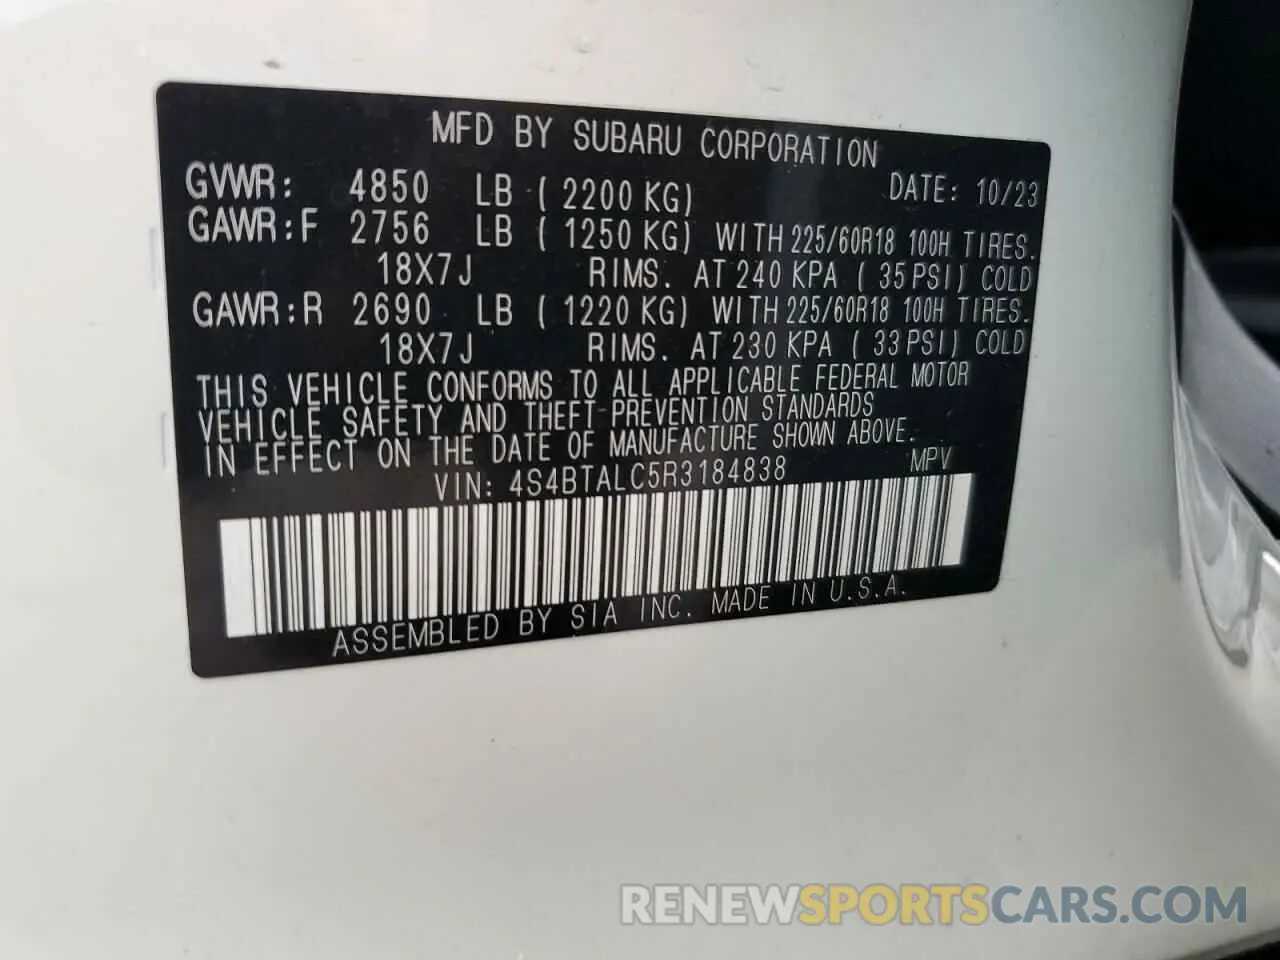 MFD BY SUBARU CORPORATION
GVWR: 4850 LB ( 2200 KG) DATE: 10/23
GAWR:F 2756 LB ( 1250 KG) WITH 225/60R18 100H TIRES.
18X7J RIMS. AT 240 KPA ( 35 PSI) COLD
GAWR:R 2690 LB ( 1220 KG) WITH 225/60R18 100H TIRES.
18X7J RIMS. AT 230 KPA ( 33 PSI) COLD
THIS VEHICLE CONFORMS TO ALL APPLICABLE FEDERAL MOTOR
VEHICLE SAFETY AND THEFT PREVENTION STANDARDS
IN EFFECT ON THE DATE OF MANUFACTURE SHOWN ABOVE.
VIN: 4S4BTALC5R3184838 MPV
ASSEMBLED BY SIA INC. MADE IN U.S.A.
RENEWSPORTSCARS.COM